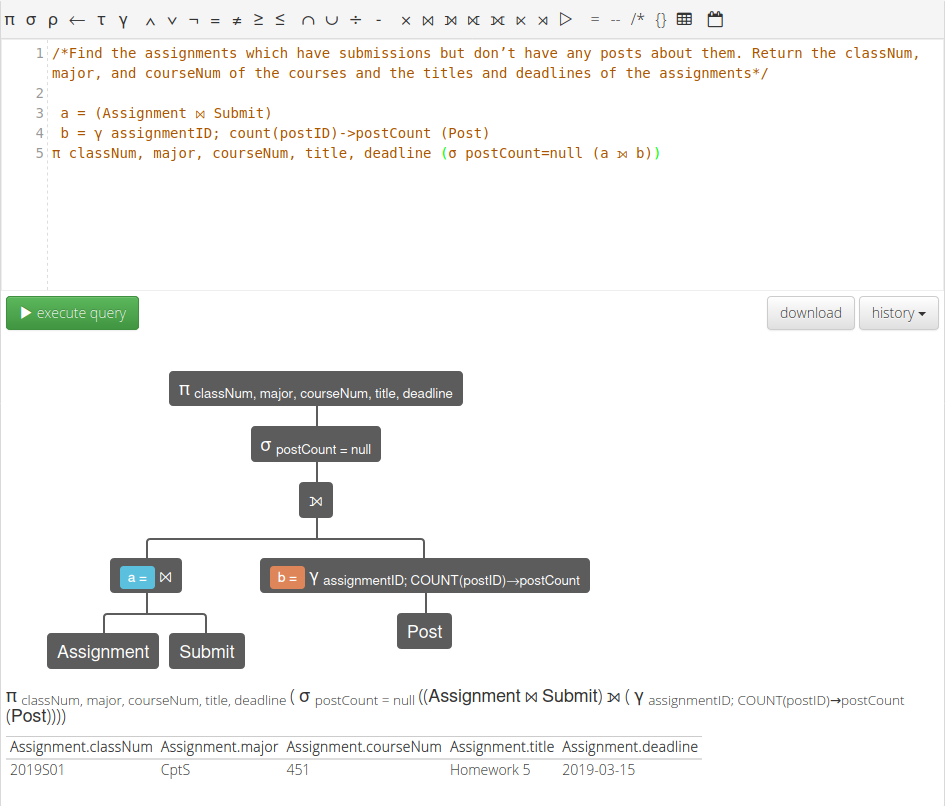 π σ ρ ← τ γ ∧ ∨ ¬ = ≠ ≥ ≤ ∩ ∪ ÷ - × ⋈ ⟕ ⟖ ⟗ ⋉ ⋊ ▷ = -- /* {}
1 /*Find the assignments which have submissions but don’t have any posts about them. Return the classNum,
major, and courseNum of the courses and the titles and deadlines of the assignments*/
2
3 a = (Assignment ⋈ Submit)
4 b = γ assignmentID; count(postID)->postCount (Post)
5 π classNum, major, courseNum, title, deadline (σ postCount=null (a ⟕ b))
▶ execute query
download
history
π classNum, major, courseNum, title, deadline
σ postCount = null
⟕
a = ⋈
b = γ assignmentID; COUNT(postID)→postCount
Assignment
Submit
Post
π classNum, major, courseNum, title, deadline ( σ postCount = null ((Assignment ⋈ Submit) ⟕ ( γ assignmentID; COUNT(postID)→postCount
(Post))))
Assignment.classNum Assignment.major Assignment.courseNum Assignment.title Assignment.deadline
2019S01 CptS 451 Homework 5 2019-03-15